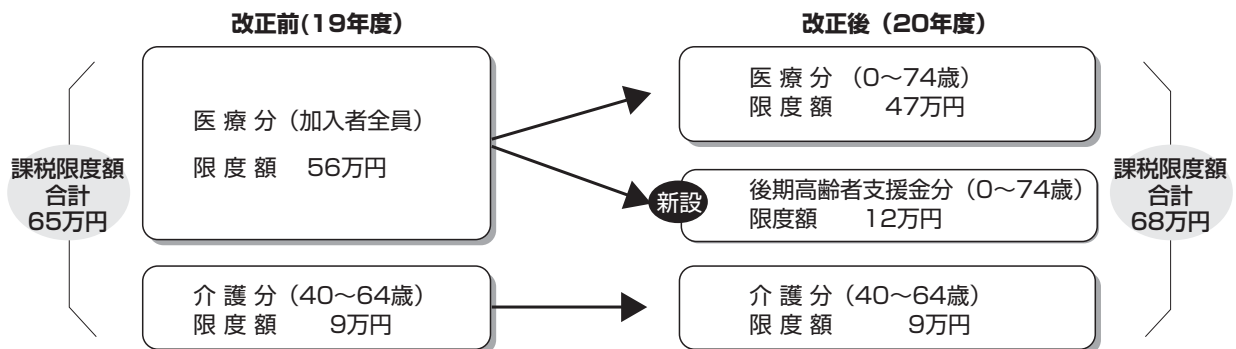 改正前(19年度)
課税限度額
合計
65万円
医 療 分（加入者全員）
限 度 額　56万円
介 護 分（40〜64歳）
限 度 額　　9万円
改正後（20年度）
医 療 分 （0〜74歳）
限 度 額　　47万円
新設
後期高齢者支援金分（0〜74歳）
限度額　　12万円
介 護 分（40〜64歳）
限 度 額　　　9万円
課税限度額
合計
68万円